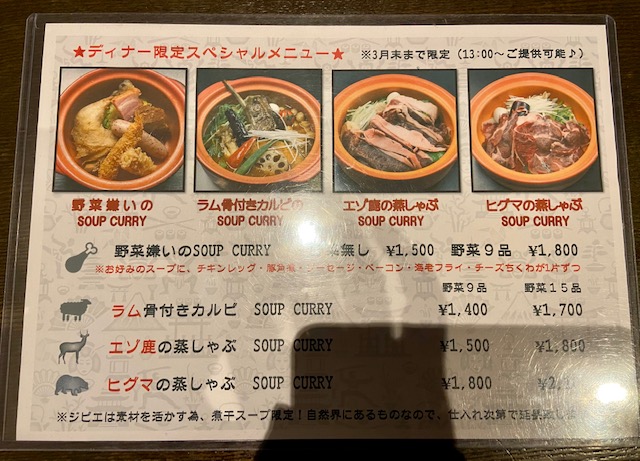 ★ディナー限定スペシャルメニュー★ ※3月末まで限定（13:00～ご提供可能♪）
野菜嫌いの
SOUP CURRY
ラム骨付きカルビの
SOUP CURRY
エゾ鹿の蒸しゃぶ
SOUP CURRY
ヒグマの蒸しゃぶ
SOUP CURRY
野菜嫌いのSOUP CURRY 無し ¥1,500 野菜９品 ¥1,800
※お好みのスープに、チキンレッグ・豚角煮・ソーセージ・ベーコン・海老フライ・チーズちくわが1片ずつ
野菜９品 野菜１５品
ラム骨付きカルビ SOUP CURRY ¥1,400 ¥1,700
エゾ鹿の蒸しゃぶ SOUP CURRY ¥1,500 ¥1,800
ヒグマの蒸しゃぶ SOUP CURRY ¥1,800
※ジビエは素材を活かす為、煮干スープ限定！自然界にあるものなので、仕入れ次第で